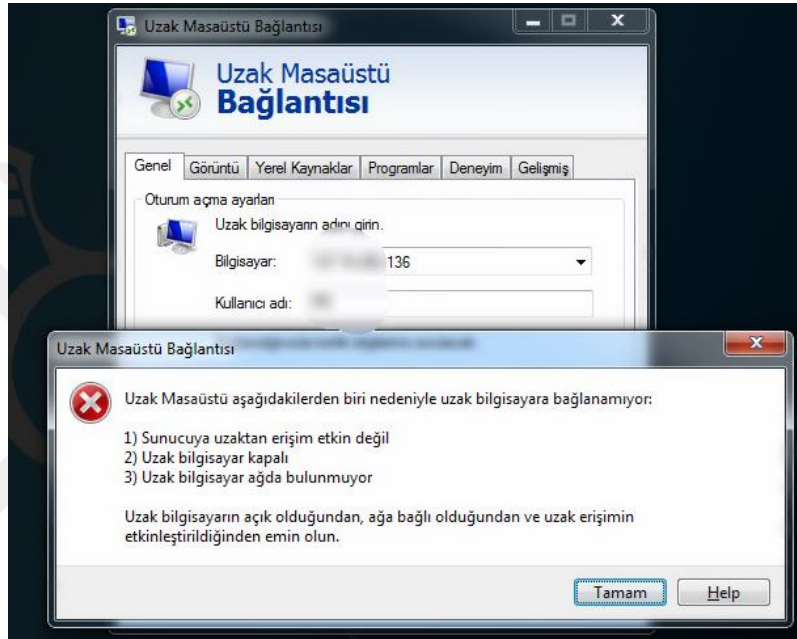 Uzak Masaüstü Bağlantısı
Uzak Masaüstü
Bağlantısı
Genel Görüntü Yerel Kaynaklar Programlar Deneyim Gelişmiş
Oturum açma ayarları
Uzak bilgisayarın adını girin.
Bilgisayar: 136
Kullanıcı adı:
Uzak Masaüstü Bağlantısı
Uzak Masaüstü aşağıdakilerden biri nedeniyle uzak bilgisayara bağlanamıyor:
1) Sunucuya uzaktan erişim etkin değil
2) Uzak bilgisayar kapalı
3) Uzak bilgisayar ağda bulunmuyor
Uzak bilgisayarın açık olduğundan, ağa bağlı olduğundan ve uzak erişimin
etkinleştirildiğinden emin olun.
Tamam Help